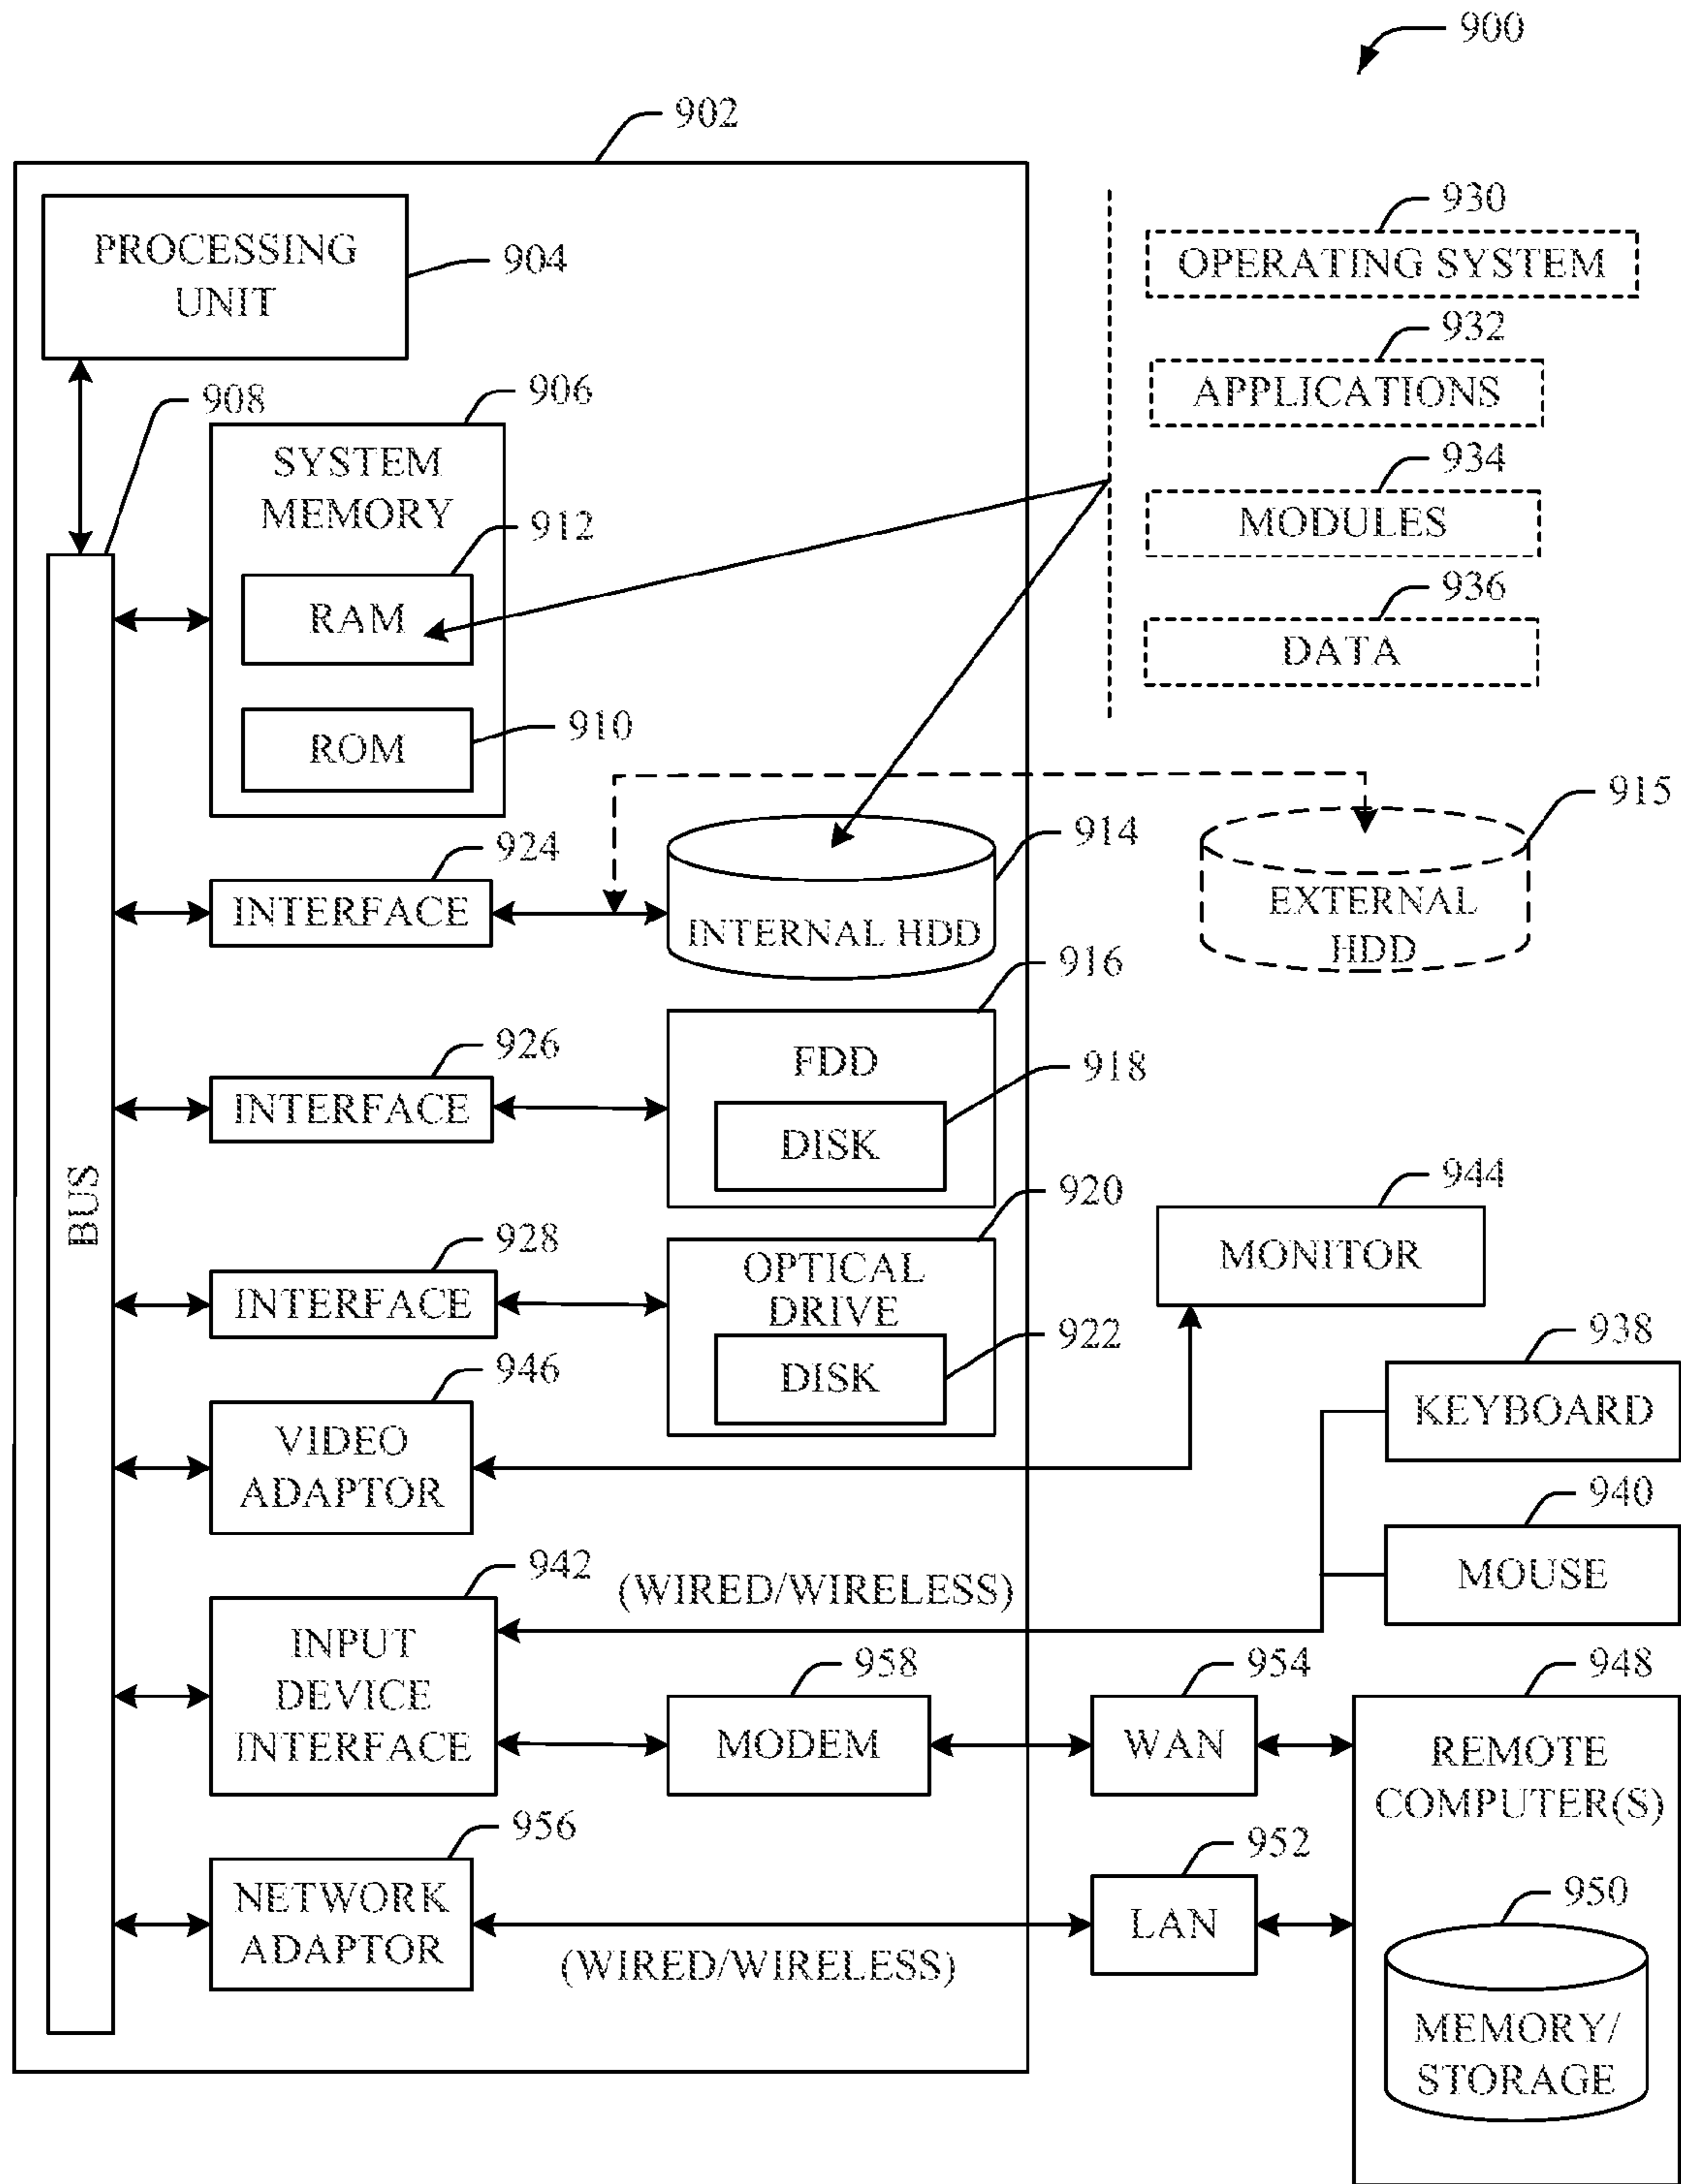 900
902
PROCESSING
UNIT
904
930
OPERATING SYSTEM
932
APPLICATIONS
934
MODULES
936
DATA
908
906
SYSTEM
MEMORY
912
RAM
910
ROM
915
EXTERNAL
HDD
924
INTERFACE
914
INTERNAL HDD
916
FDD
918
DISK
926
INTERFACE
BUS
920
OPTICAL
DRIVE
922
DISK
928
INTERFACE
944
MONITOR
946
VIDEO
ADAPTOR
938
KEYBOARD
940
MOUSE
942
INPUT
DEVICE
INTERFACE
(WIRED/WIRELESS)
958
MODEM
954
WAN
948
REMOTE
COMPUTER(S)
956
NETWORK
ADAPTOR
(WIRED/WIRELESS)
952
LAN
950
MEMORY/
STORAGE